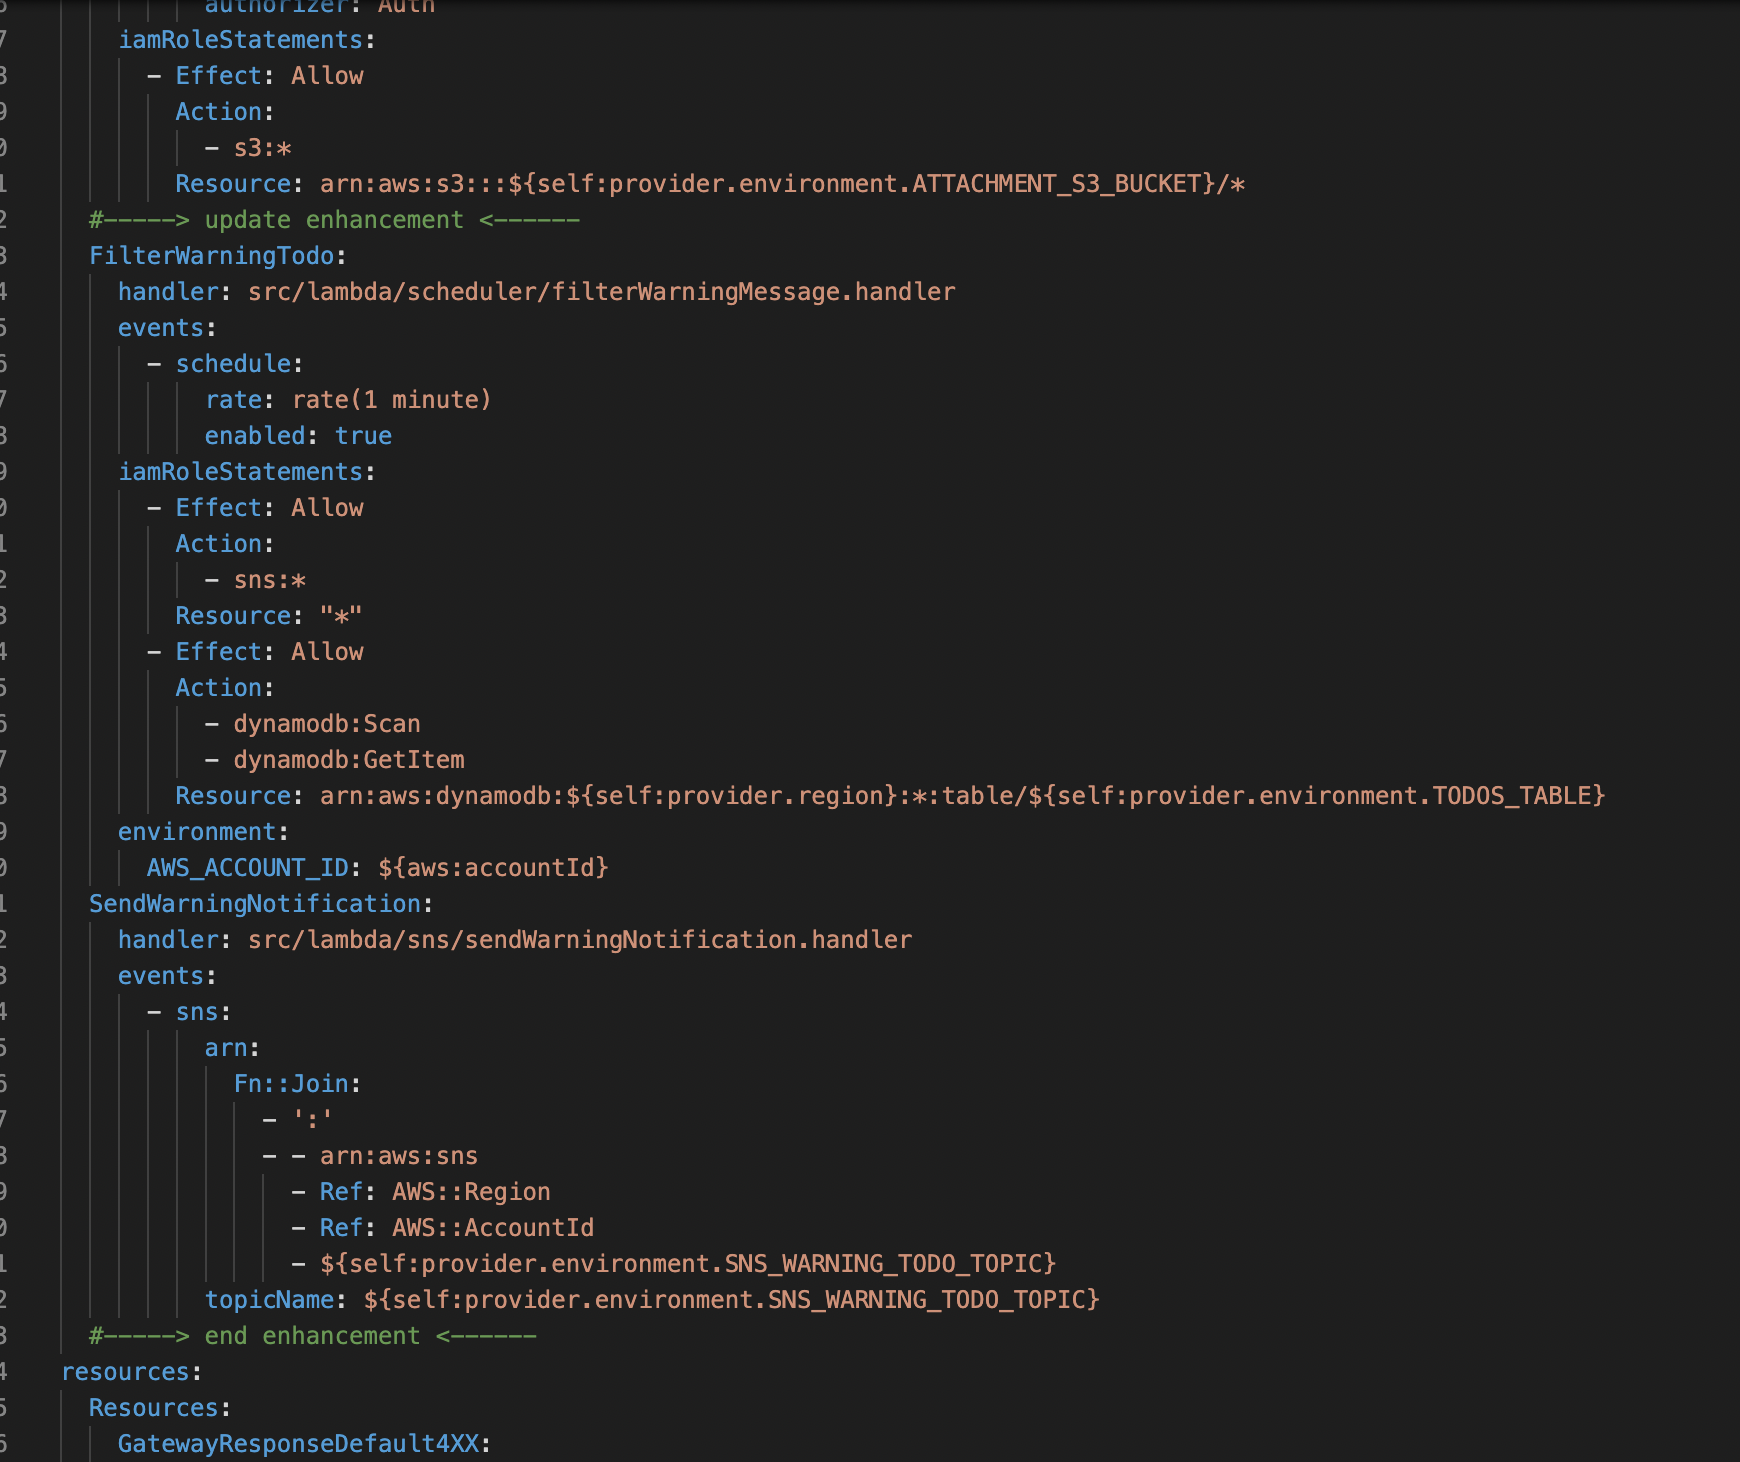 authorizer: Auth
iamRoleStatements:
- Effect: Allow
Action:
- s3:*
Resource: arn:aws:s3:::${self:provider.environment.ATTACHMENT_S3_BUCKET}/*
#-----> update enhancement <------
FilterWarningTodo:
handler: src/lambda/scheduler/filterWarningMessage.handler
events:
- schedule:
rate: rate(1 minute)
enabled: true
iamRoleStatements:
- Effect: Allow
Action:
- sns:*
Resource: "*"
- Effect: Allow
Action:
- dynamodb:Scan
- dynamodb:GetItem
Resource: arn:aws:dynamodb:${self:provider.region}:*:table/${self:provider.environment.TODOS_TABLE}
environment:
AWS_ACCOUNT_ID: ${aws:accountId}
SendWarningNotification:
handler: src/lambda/sns/sendWarningNotification.handler
events:
- sns:
arn:
Fn::Join:
- ':'
- - arn:aws:sns
- Ref: AWS::Region
- Ref: AWS::AccountId
- ${self:provider.environment.SNS_WARNING_TODO_TOPIC}
topicName: ${self:provider.environment.SNS_WARNING_TODO_TOPIC}
#-----> end enhancement <------
resources:
Resources:
GatewayResponseDefault4XX: